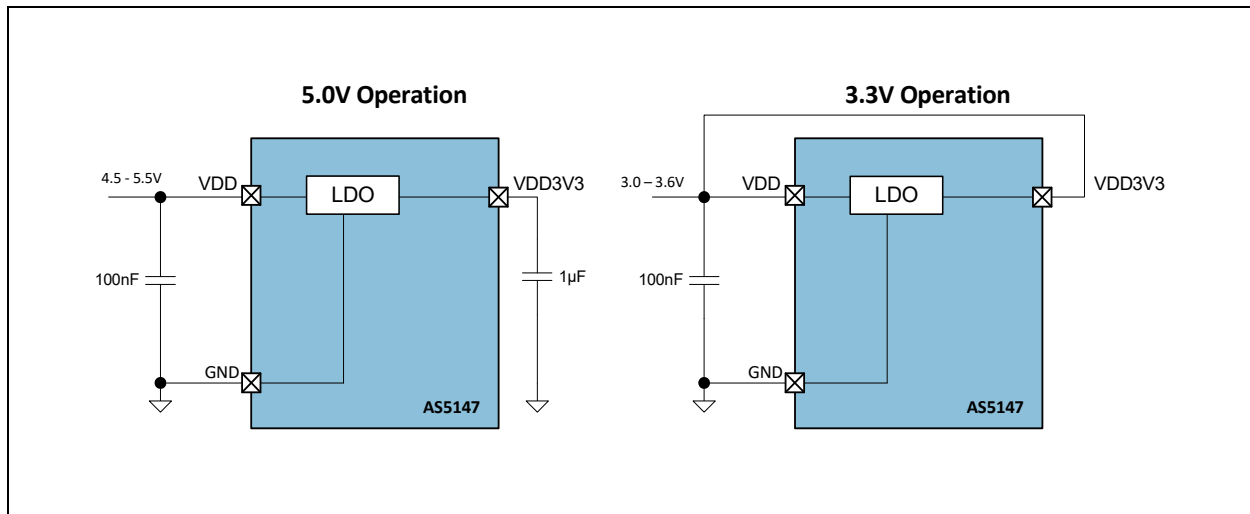 5.0V Operation
4.5 - 5.5V
VDD
LDO
VDD3V3
100nF
1µF
GND
AS5147
3.3V Operation
3.0 – 3.6V
VDD
LDO
VDD3V3
100nF
GND
AS5147